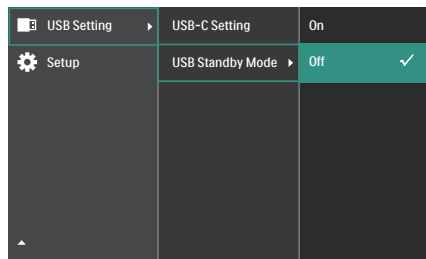 USB Setting
USB-C Setting
On
Setup
USB Standby Mode
Off